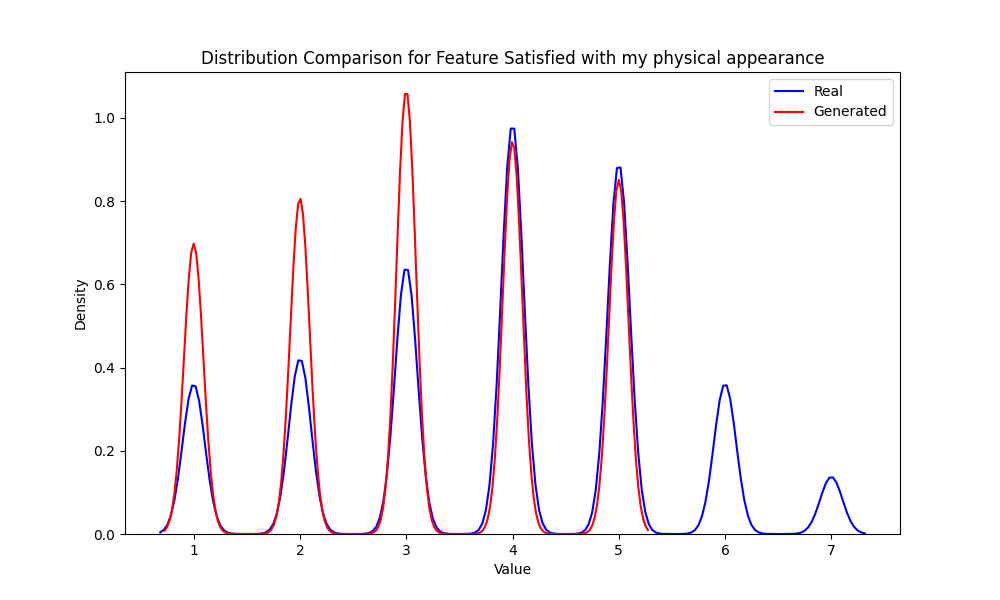 Distribution Comparison for Feature Satisfied with my physical appearance
Real
Generated
Density
1.0
0.8
0.6
0.4
0.2
0.0
1 2 3 4 5 6 7
Value